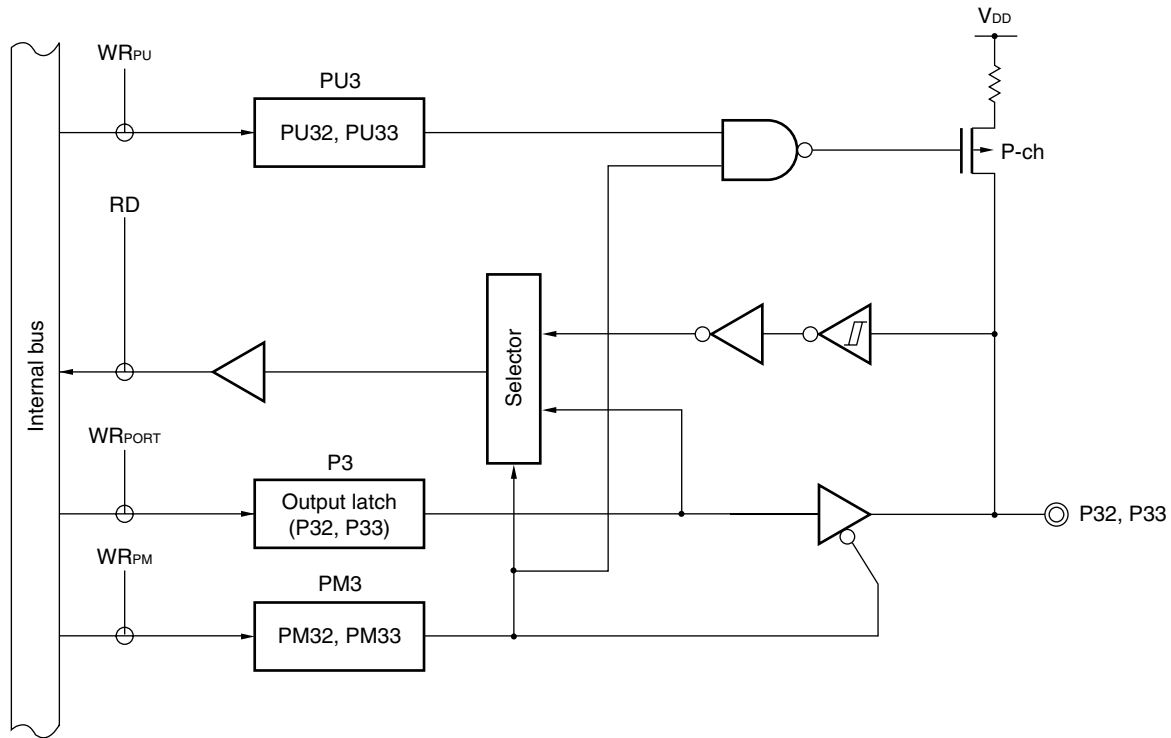 VDD
WRPU
PU3
PU32, PU33
P-ch
RD
Selector
Internal bus
WRPORT
P3
Output latch
(P32, P33)
P32, P33
WRPM
PM3
PM32, PM33